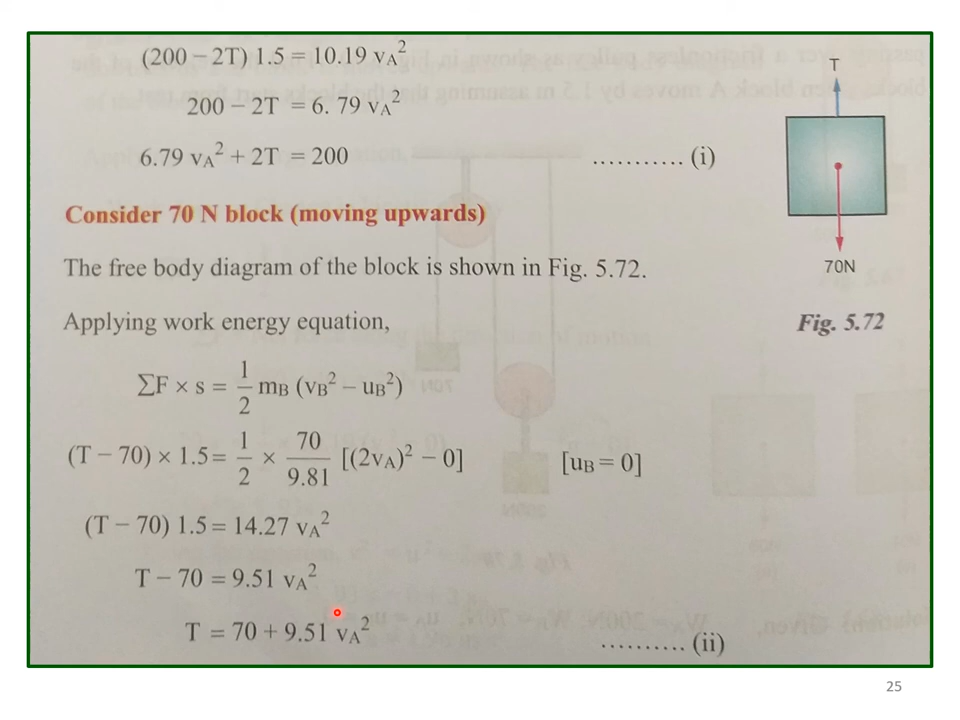 (200 – 2T) 1.5 = 10.19 vA²
200 – 2T = 6. 79 vA²
6.79 vA² + 2T = 200 ........... (i)
T
70N
Fig. 5.72
Consider 70 N block (moving upwards)
The free body diagram of the block is shown in Fig. 5.72.
Applying work energy equation,
∑F × s = 1/2 mB (vB² – uB²)
(T – 70) × 1.5 = 1/2 × 70/9.81 [(2vA)² – 0] [uB = 0]
(T – 70) 1.5 = 14.27 vA²
T – 70 = 9.51 vA²
T = 70 + 9.51 vA² .......... (ii)
25